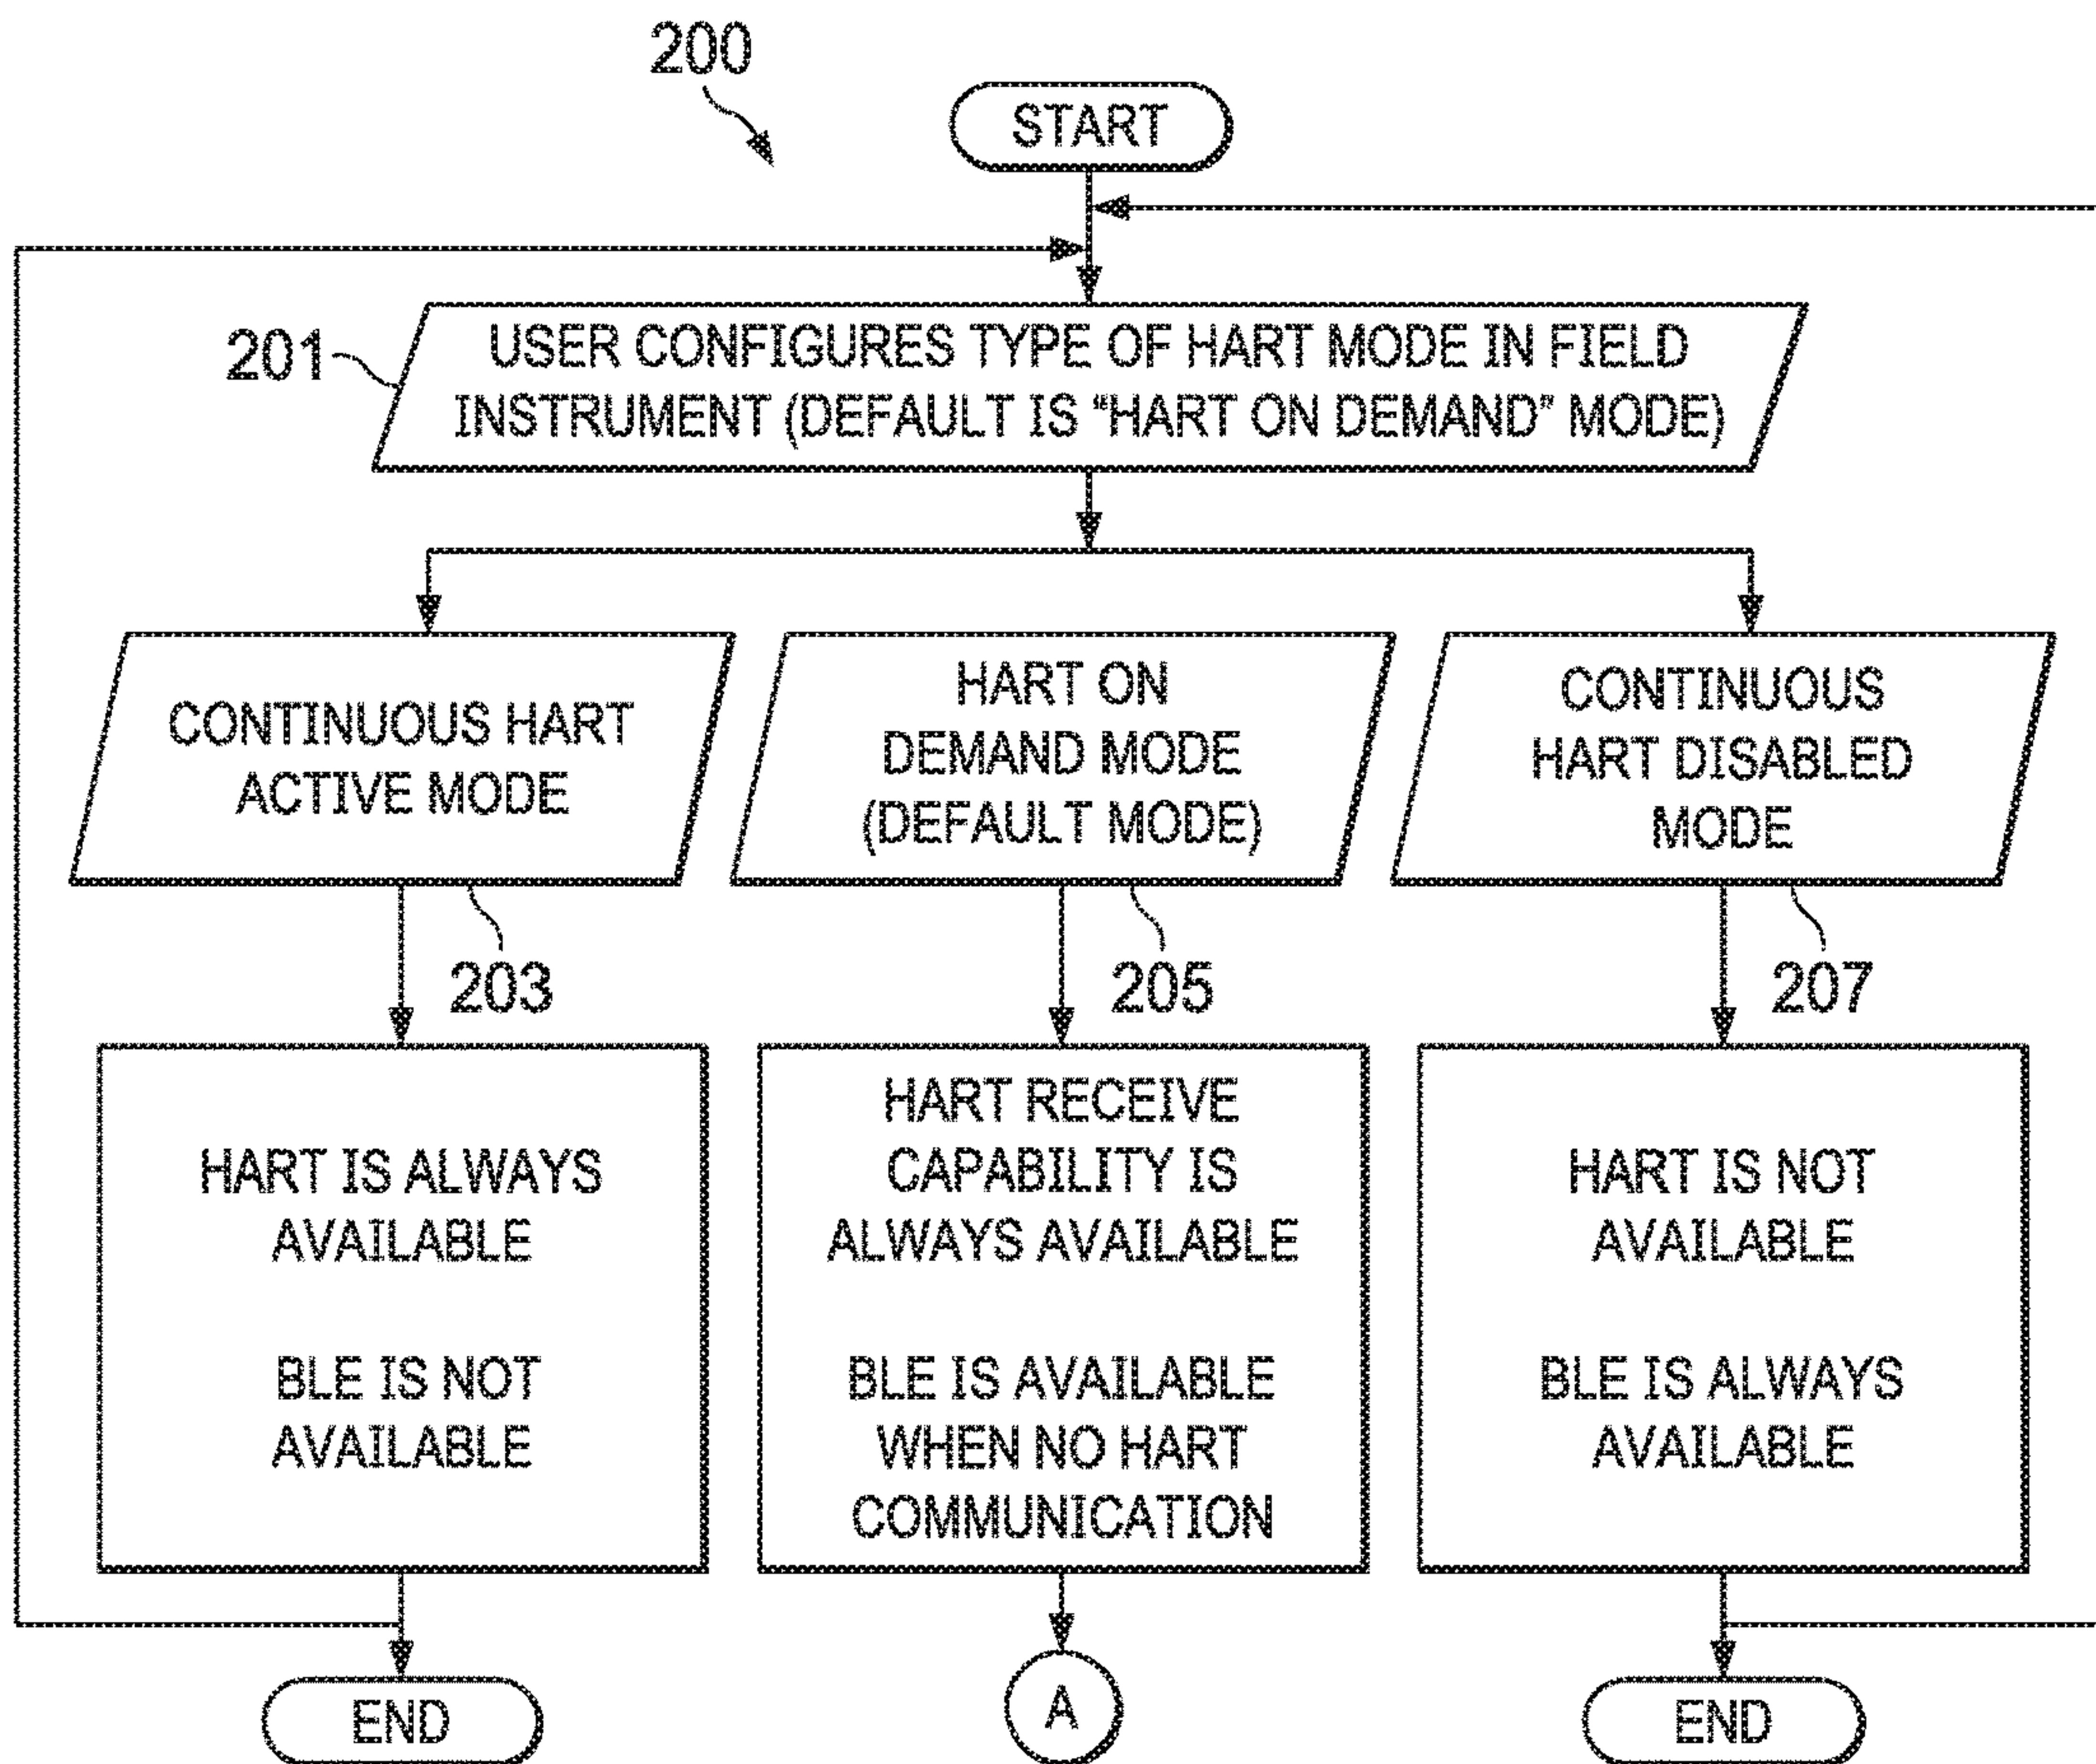 200
START
201
USER CONFIGURES TYPE OF HART MODE IN FIELD
INSTRUMENT (DEFAULT IS “HART ON DEMAND” MODE)
CONTINUOUS HART
ACTIVE MODE
203
HART ON
DEMAND MODE
(DEFAULT MODE)
205
CONTINUOUS
HART DISABLED
MODE
207
HART IS ALWAYS
AVAILABLE
BLE IS NOT
AVAILABLE
HART RECEIVE
CAPABILITY IS
ALWAYS AVAILABLE
BLE IS AVAILABLE
WHEN NO HART
COMMUNICATION
HART IS NOT
AVAILABLE
BLE IS ALWAYS
AVAILABLE
END
A
END